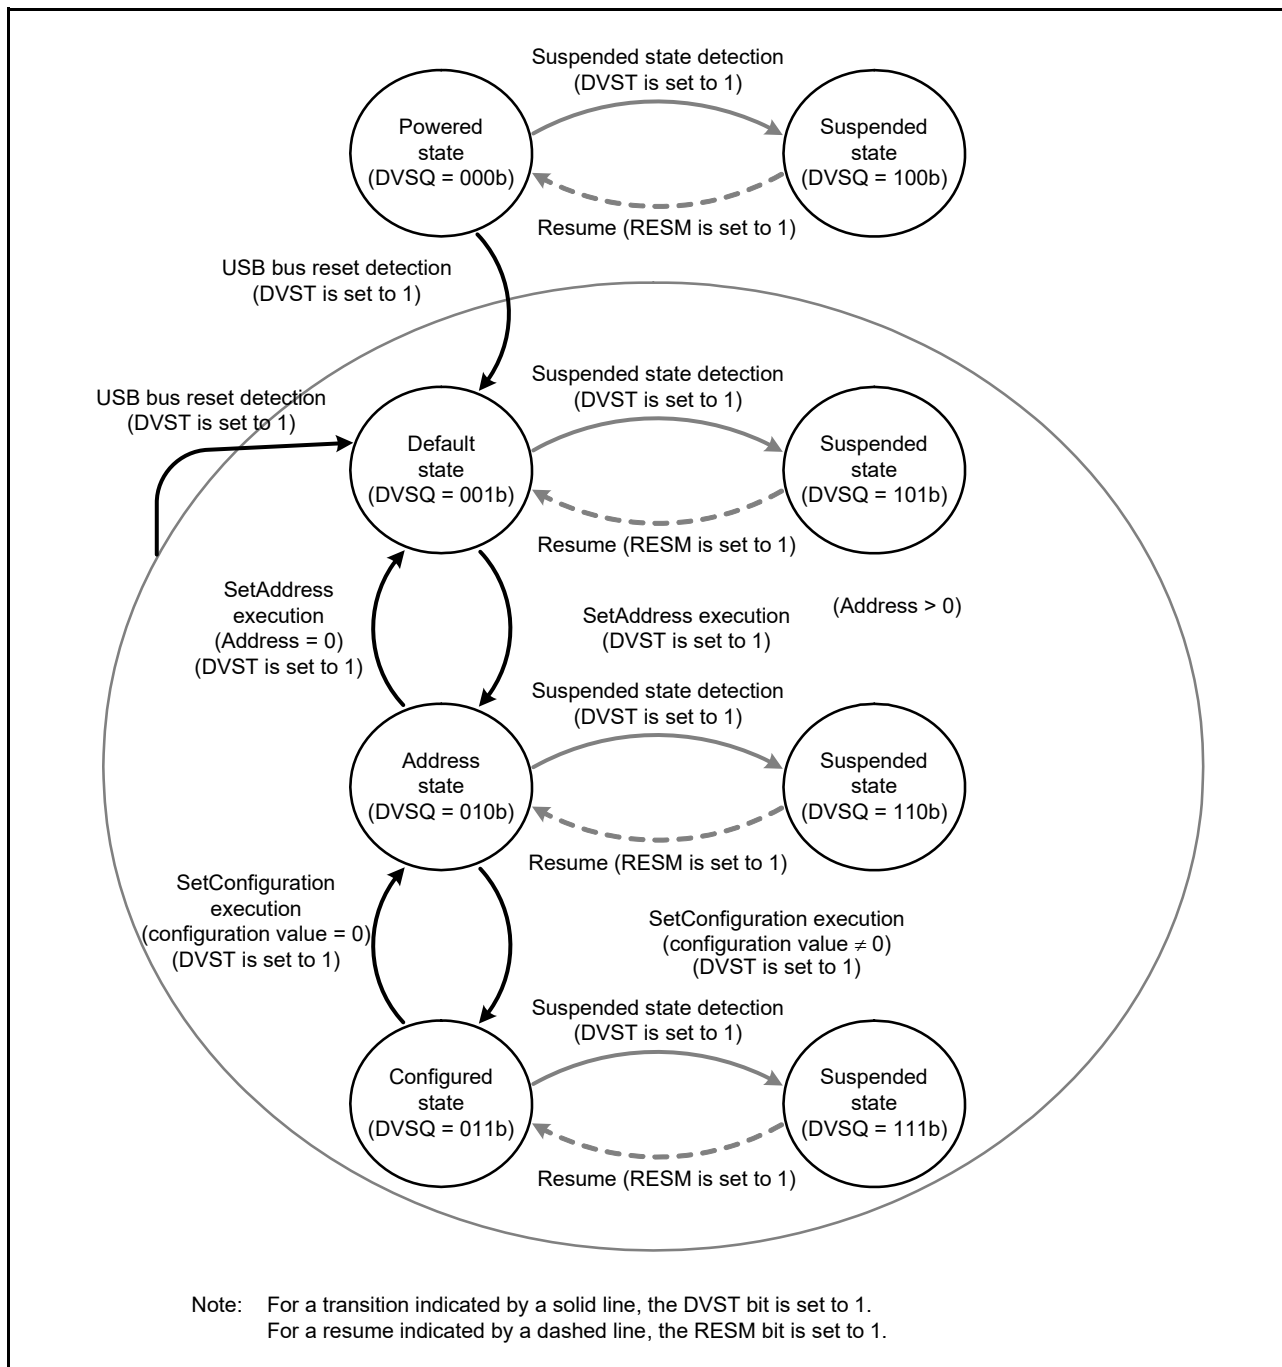 Suspended state detection
(DVST is set to 1)
Powered
state
(DVSQ = 000b)
Suspended
state
(DVSQ = 100b)
Resume (RESM is set to 1)
USB bus reset detection
(DVST is set to 1)
Suspended state detection
(DVST is set to 1)
USB bus reset detection
(DVST is set to 1)
Default
state
(DVSQ = 001b)
Suspended
state
(DVSQ = 101b)
Resume (RESM is set to 1)
SetAddress
execution
(Address = 0)
(DVST is set to 1)
SetAddress execution
(DVST is set to 1)
(Address > 0)
Suspended state detection
(DVST is set to 1)
Address
state
(DVSQ = 010b)
Suspended
state
(DVSQ = 110b)
Resume (RESM is set to 1)
SetConfiguration
execution
(configuration value = 0)
(DVST is set to 1)
SetConfiguration execution
(configuration value ≠ 0)
(DVST is set to 1)
Suspended state detection
(DVST is set to 1)
Configured
state
(DVSQ = 011b)
Suspended
state
(DVSQ = 111b)
Resume (RESM is set to 1)
Note: For a transition indicated by a solid line, the DVST bit is set to 1.
For a resume indicated by a dashed line, the RESM bit is set to 1.